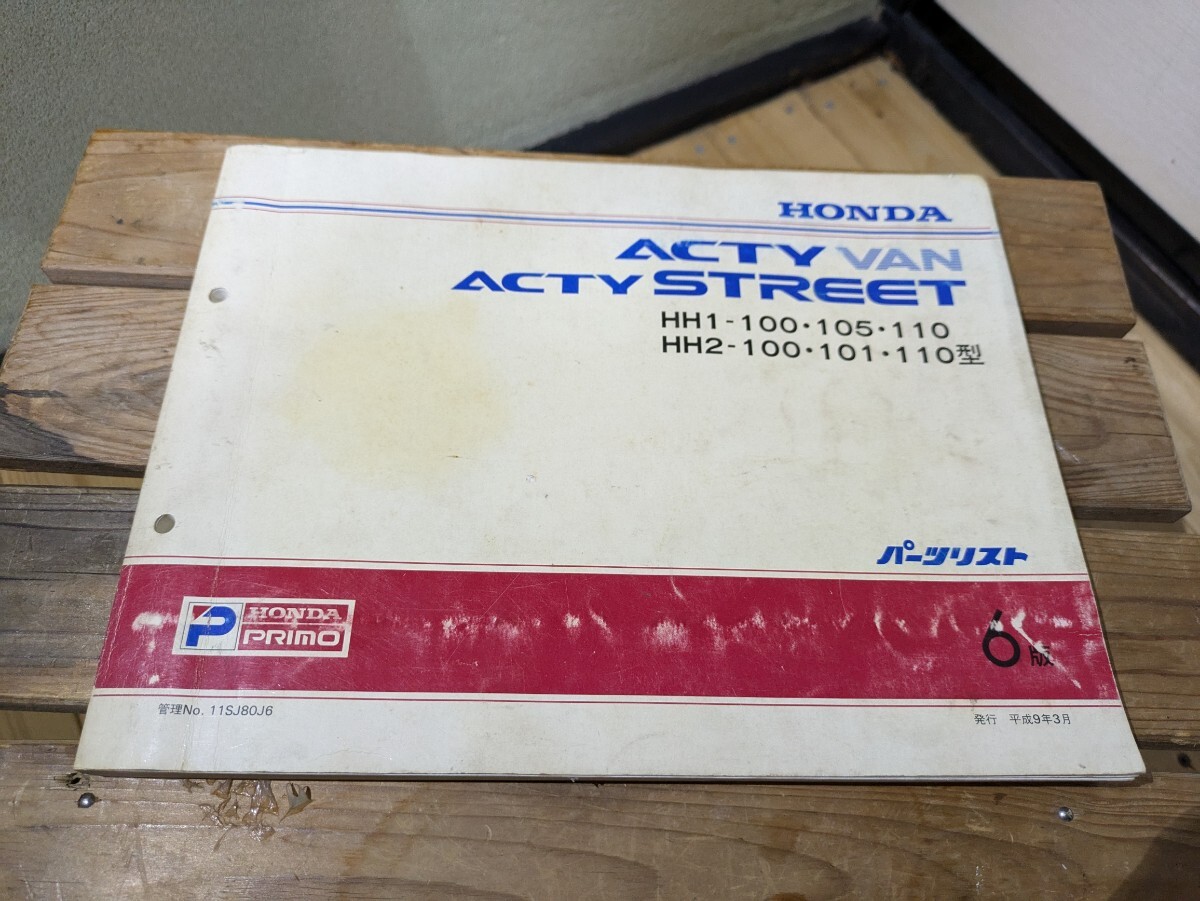 HONDA
ACTY VAN
ACTY STREET
HH1-100・105・110
HH2-100・101・110型
パーツリスト
P HONDA
PRIMO
6版
管理No. 11SJ80J6
発行 平成9年3月